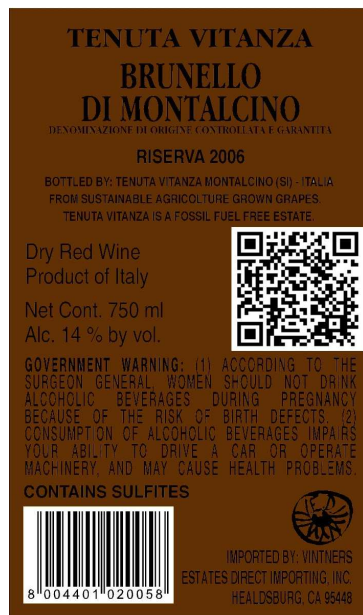 TENUTA VITANZA
BRUNELLO
DI MONTALCINO
DENOMINAZIONE DI ORIGINE CONTROLLATA E GARANTITA
RISERVA 2006
BOTTLED BY: TENUTA VITANZA MONTALCINO (SI) - ITALIA
FROM SUSTAINABLE AGRICOLTURE GROWN GRAPES.
TENUTA VITANZA IS A FOSSIL FUEL FREE ESTATE.
Dry Red Wine
Product of Italy
Net Cont. 750 ml
Alc. 14 % by vol.
GOVERNMENT WARNING: (1) ACCORDING TO THE
SURGEON GENERAL, WOMEN SHOULD NOT DRINK
ALCOHOLIC BEVERAGES DURING PREGNANCY
BECAUSE OF THE RISK OF BIRTH DEFECTS. (2)
CONSUMPTION OF ALCOHOLIC BEVERAGES IMPAIRS
YOUR ABILITY TO DRIVE A CAR OR OPERATE
MACHINERY, AND MAY CAUSE HEALTH PROBLEMS.
CONTAINS SULFITES
8 004401 020058
IMPORTED BY: VINTNERS
ESTATES DIRECT IMPORTING, INC.
HEALDSBURG, CA 95448